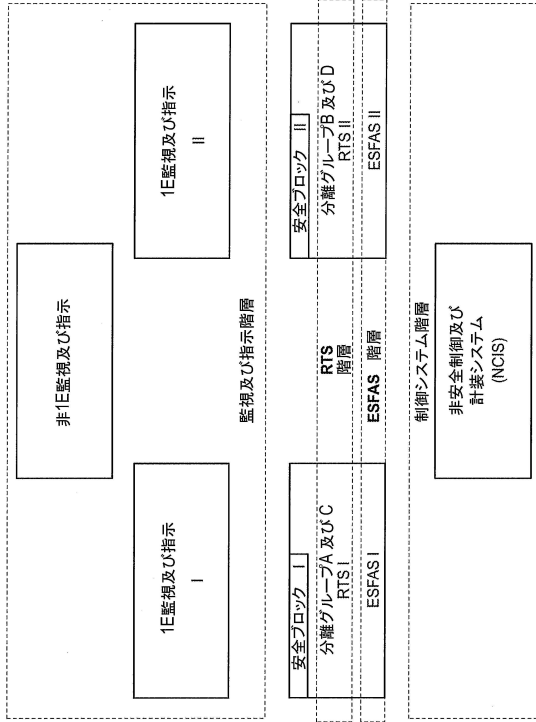 非1E監視及び指示
1E監視及び指示
I
1E監視及び指示
II
監視及び指示階層
安全ブロック I
分離グループA 及び C
RTS I
ESFAS I
RTS
階層
ESFAS 階層
安全ブロック II
分離グループB 及び D
RTS II
ESFAS II
制御システム階層
非安全制御及び
計装システム
(NCIS)